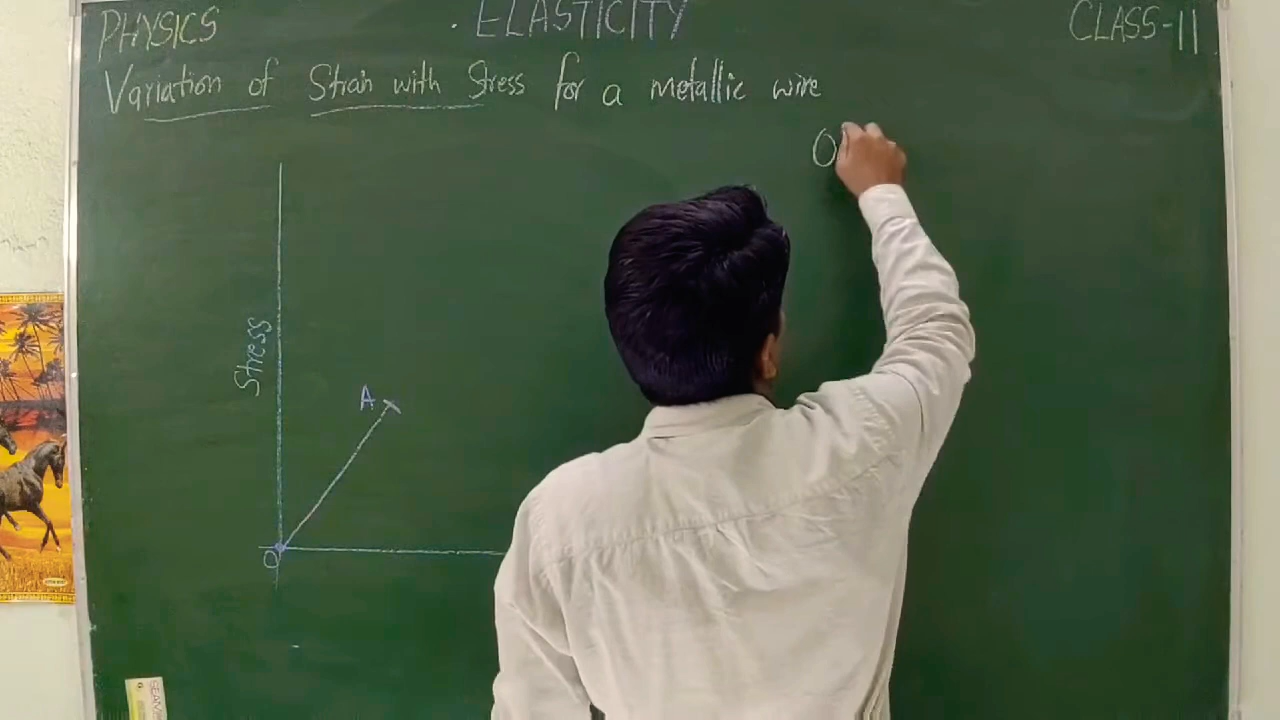 PHYSICS
ELASTICITY
CLASS-11
Variation of Strain with Stress for a metallic wire
O
Stress
A
O